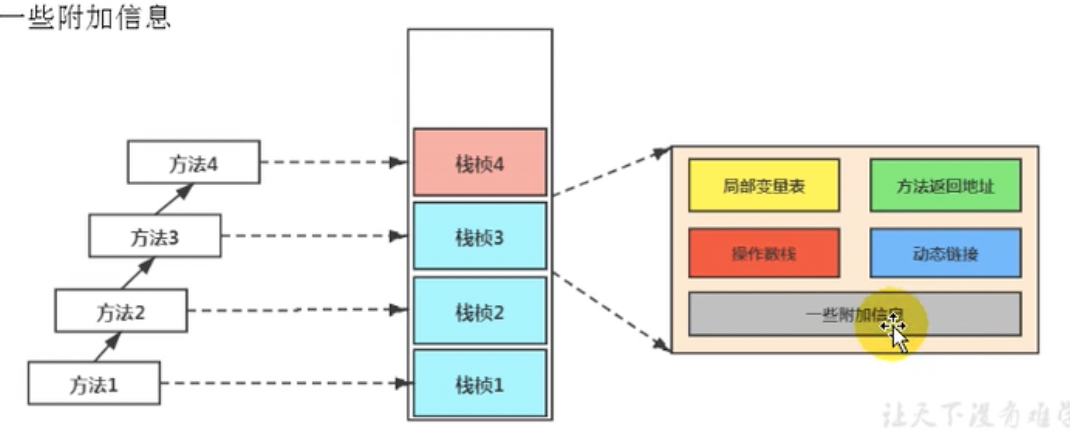 一些附加信息
方法4
栈桢4
局部变量表
方法返回地址
方法3
栈桢3
操作数栈
动态链接
方法2
栈桢2
一些附加信息
方法1
栈桢1
让天下没有难学